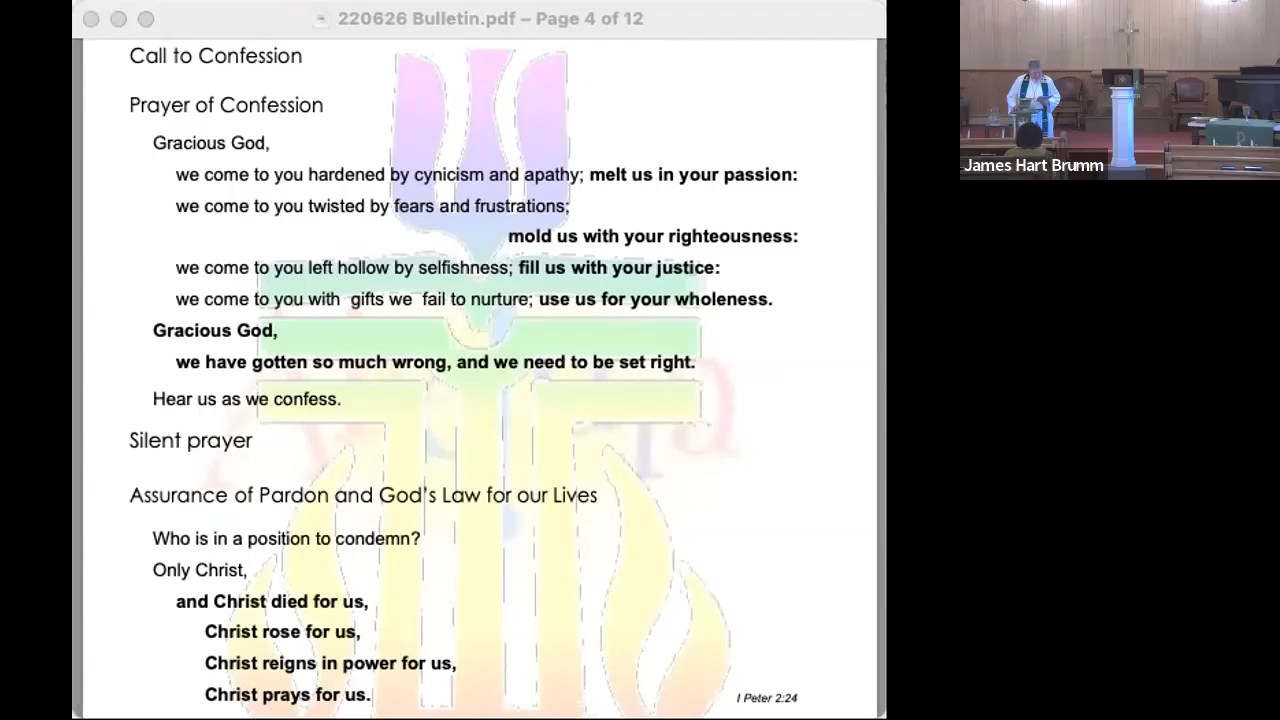 220626 Bulletin.pdf – Page 4 of 12
Call to Confession
Prayer of Confession
Gracious God,
we come to you hardened by cynicism and apathy; melt us in your passion:
we come to you twisted by fears and frustrations;
mold us with your righteousness:
we come to you left hollow by selfishness; fill us with your justice:
we come to you with gifts we fail to nurture; use us for your wholeness.
Gracious God,
we have gotten so much wrong, and we need to be set right.
Hear us as we confess.
Silent prayer
Assurance of Pardon and God's Law for our Lives
Who is in a position to condemn?
Only Christ,
and Christ died for us,
Christ rose for us,
Christ reigns in power for us,
Christ prays for us.
I Peter 2:24
James Hart Brumm